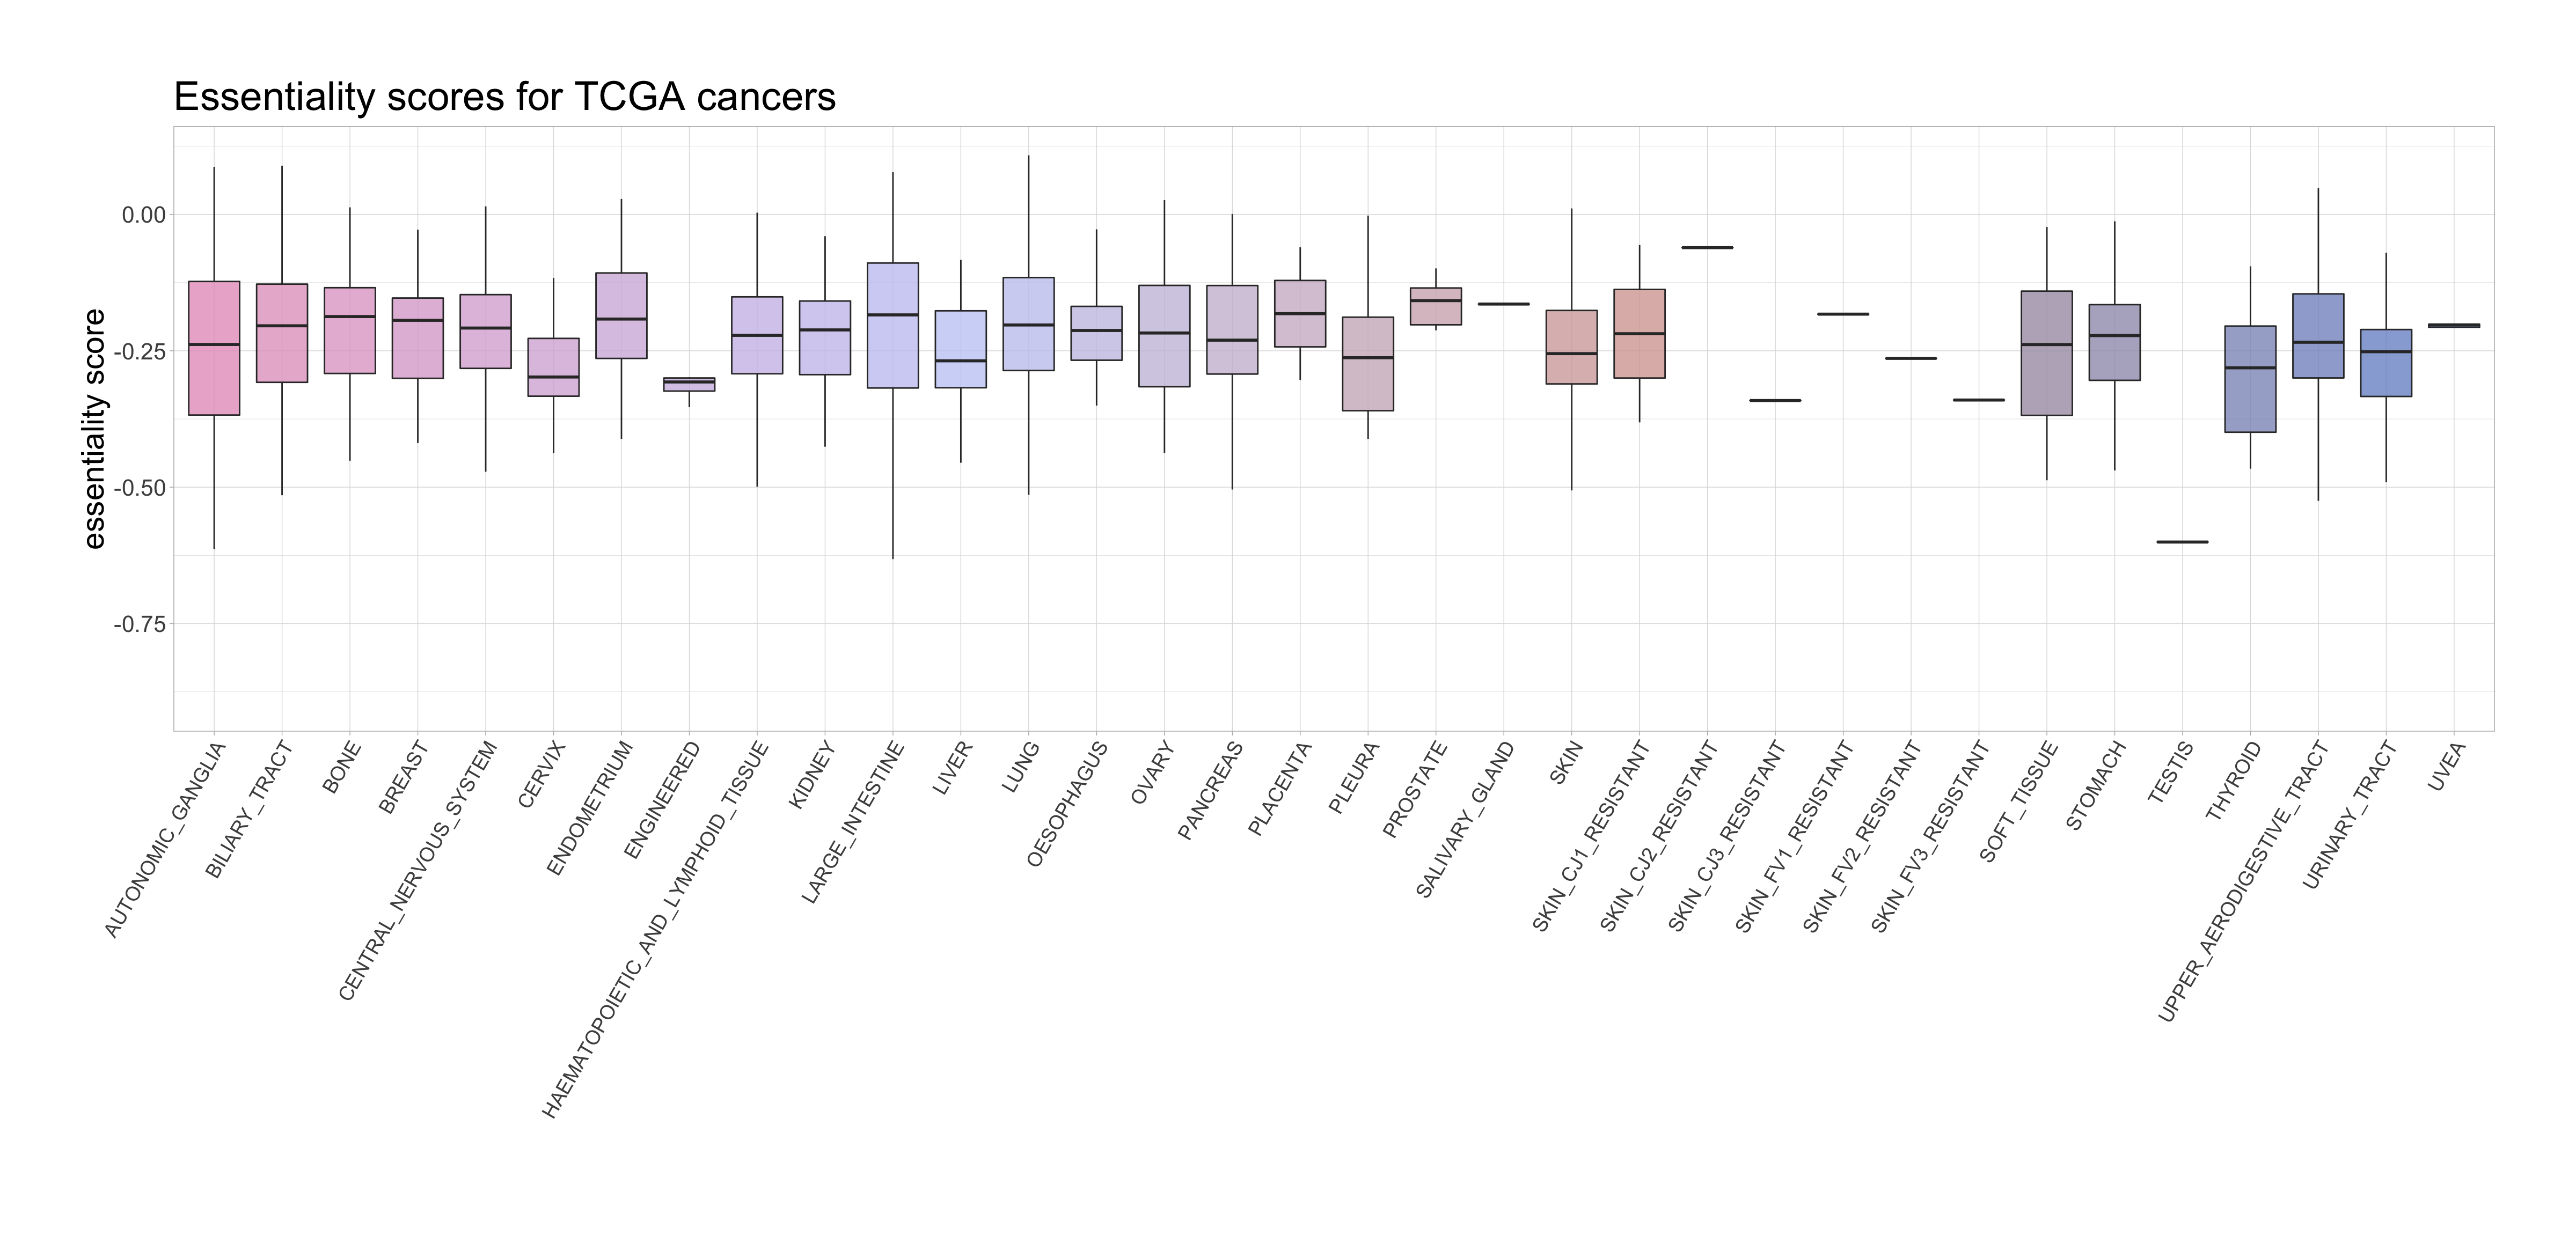 Essentiality scores for TCGA cancers
essentiality score
0.00
-0.25
-0.50
-0.75
AUTONOMIC_GANGLIA
BILIARY_TRACT
BONE
BREAST
CENTRAL_NERVOUS_SYSTEM
CERVIX
ENDOMETRIUM
ENGINEERED
HAEMATOPOIETIC_AND_LYMPHOID_TISSUE
KIDNEY
LARGE_INTESTINE
LIVER
LUNG
OESOPHAGUS
OVARY
PANCREAS
PLACENTA
PLEURA
PROSTATE
SALIVARY_GLAND
SKIN
SKIN_CJ1_RESISTANT
SKIN_CJ2_RESISTANT
SKIN_CJ3_RESISTANT
SKIN_FV1_RESISTANT
SKIN_FV2_RESISTANT
SKIN_FV3_RESISTANT
SOFT_TISSUE
STOMACH
TESTIS
THYROID
UPPER_AERODIGESTIVE_TRACT
URINARY_TRACT
UVEA